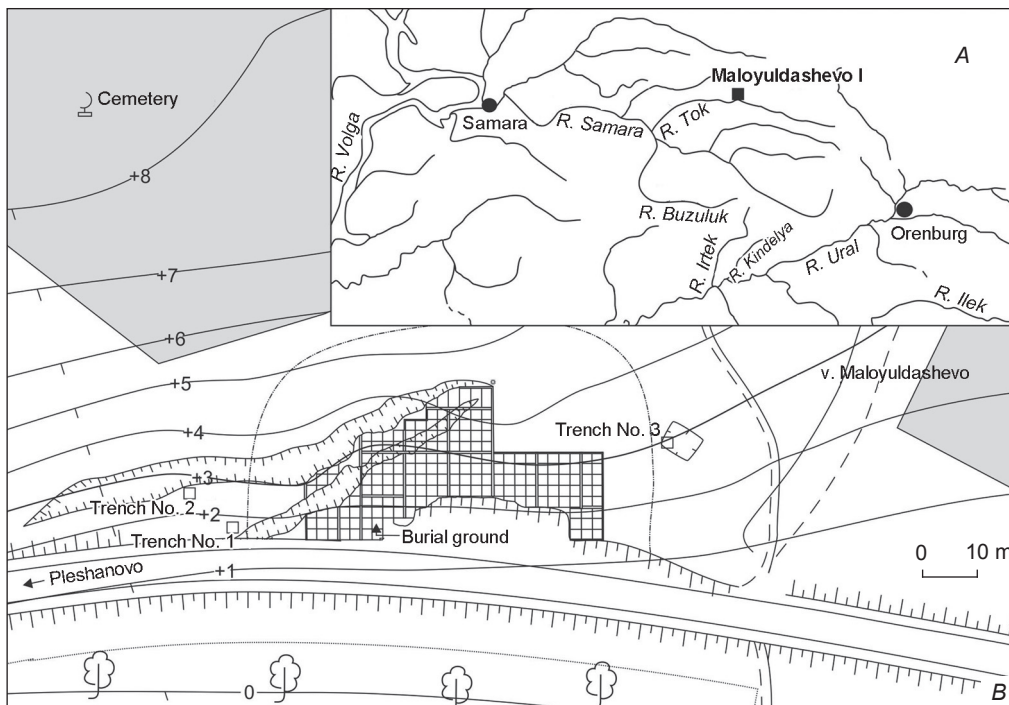 A
Maloyuldashevo I
Cemetery
Samara
R. Samara
R. Tok
R. Volga
+8
R. Buzuluk
Orenburg
R. Irtek
R. Kindelya
R. Ural
R. Ilek
+7
+6
+5
v. Maloyuldashevo
+4
Trench No. 3
+3
Trench No. 2
+2
Trench No. 1
Burial ground
0 10 m
Pleshanovo
+1
0
B